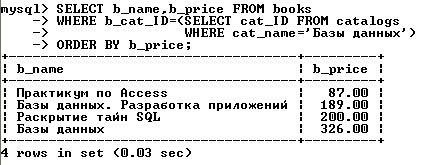 mysql> SELECT b_name,b_price FROM books
    -> WHERE b_cat_ID=(SELECT cat_ID FROM catalogs
    ->                 WHERE cat_name='Базы данных')
    -> ORDER BY b_price;
+--------------------------------+---------+
| b_name                         | b_price |
+--------------------------------+---------+
| Практикум по Access            |   87.00 |
| Базы данных. Разработка приложений |  189.00 |
| Раскрытие тайн SQL             |  200.00 |
| Базы данных                    |  326.00 |
+--------------------------------+---------+
4 rows in set (0.03 sec)